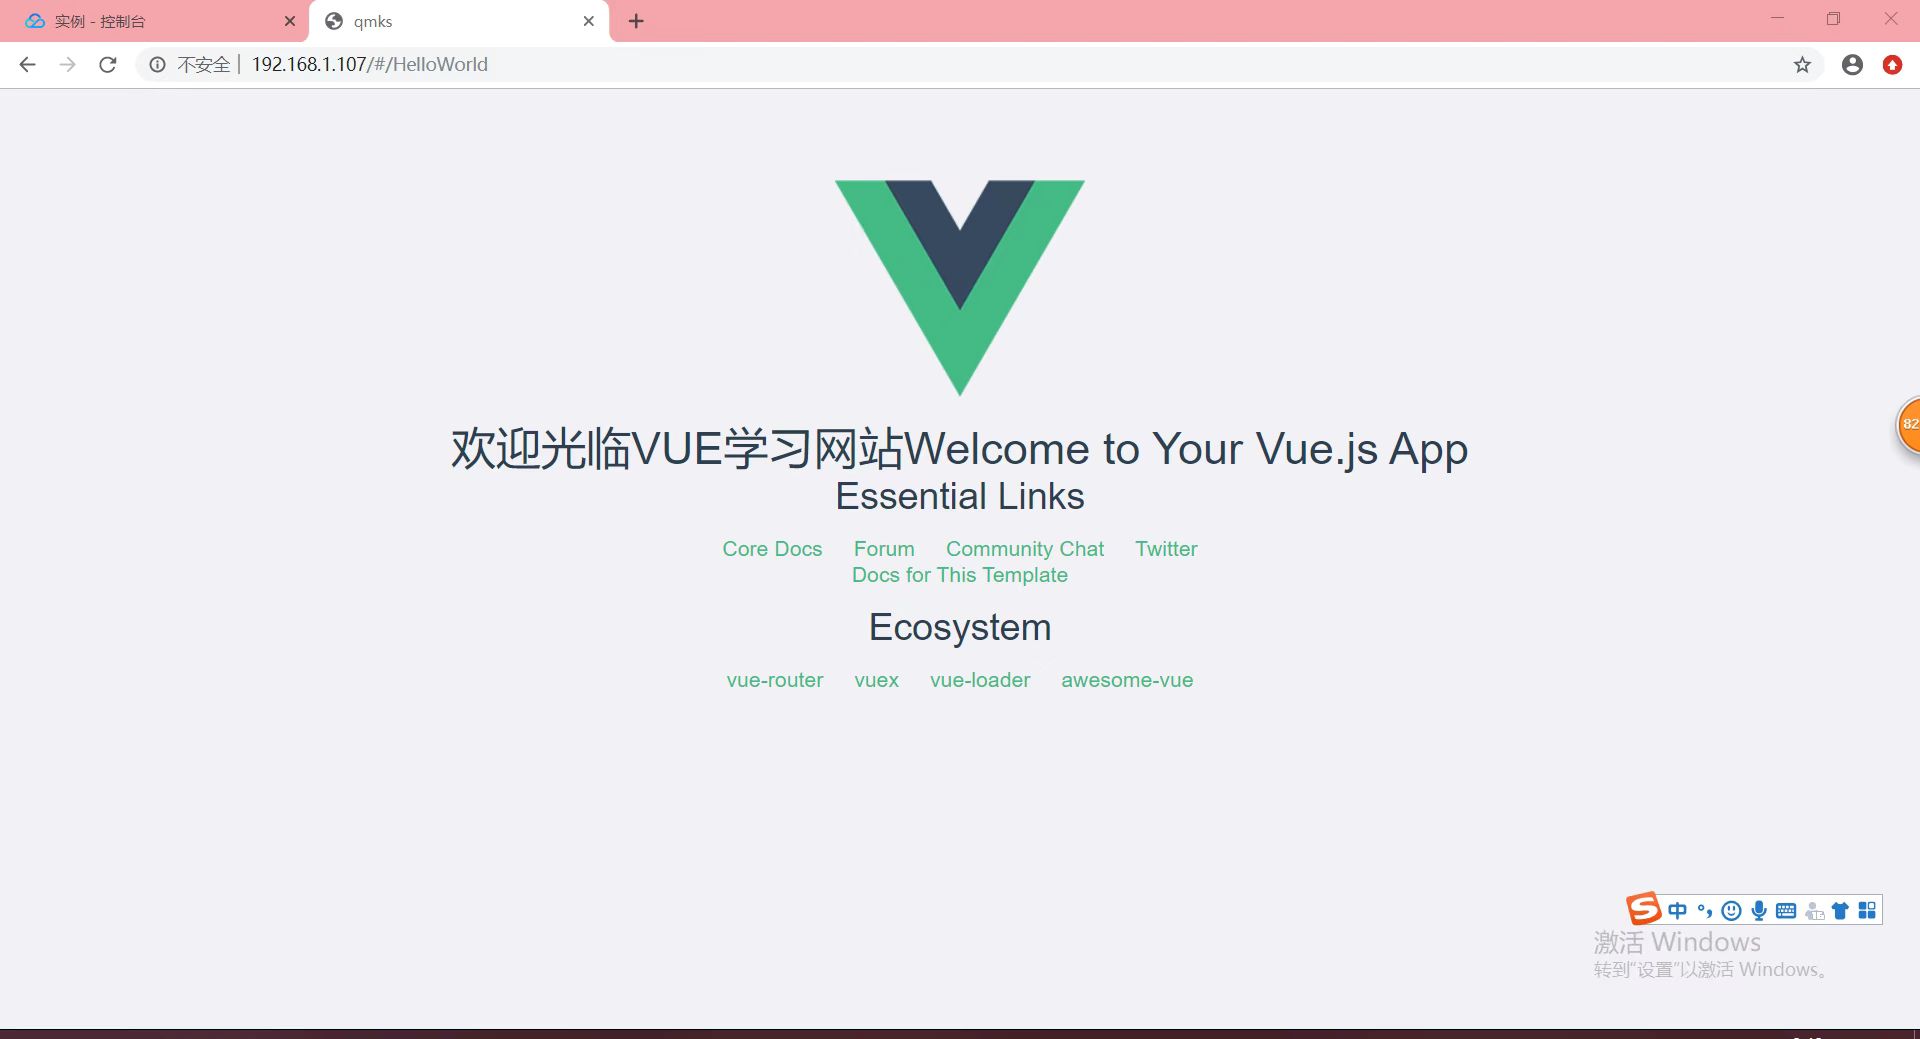 实例 - 控制台
qmks
不安全 | 192.168.1.107/#/HelloWorld
欢迎光临VUE学习网站Welcome to Your Vue.js App
Essential Links
82
Core Docs Forum Community Chat Twitter
Docs for This Template
Ecosystem
vue-router vuex vue-loader awesome-vue
S 中
激活 Windows
转到“设置”以激活 Windows。